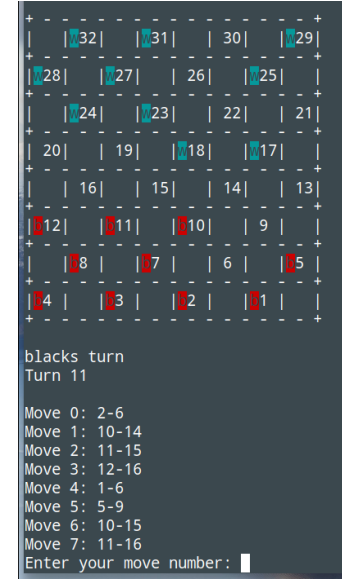 + - - - - - - - - - - - - - - - +
|   |w32|   |w31|   | 30|   |w29|
+ - - - - - - - - - - - - - - - +
|w28|   |w27|   | 26|   |w25|   |
+ - - - - - - - - - - - - - - - +
|   |w24|   |w23|   | 22|   | 21|
+ - - - - - - - - - - - - - - - +
| 20|   | 19|   |w18|   |w17|   |
+ - - - - - - - - - - - - - - - +
|   | 16|   | 15|   | 14|   | 13|
+ - - - - - - - - - - - - - - - +
|b12|   |b11|   |b10|   | 9 |   |
+ - - - - - - - - - - - - - - - +
|   |b8 |   |b7 |   | 6 |   |b5 |
+ - - - - - - - - - - - - - - - +
|b4 |   |b3 |   |b2 |   |b1 |   |
+ - - - - - - - - - - - - - - - +
blacks turn
Turn 11
Move 0: 2-6
Move 1: 10-14
Move 2: 11-15
Move 3: 12-16
Move 4: 1-6
Move 5: 5-9
Move 6: 10-15
Move 7: 11-16
Enter your move number: